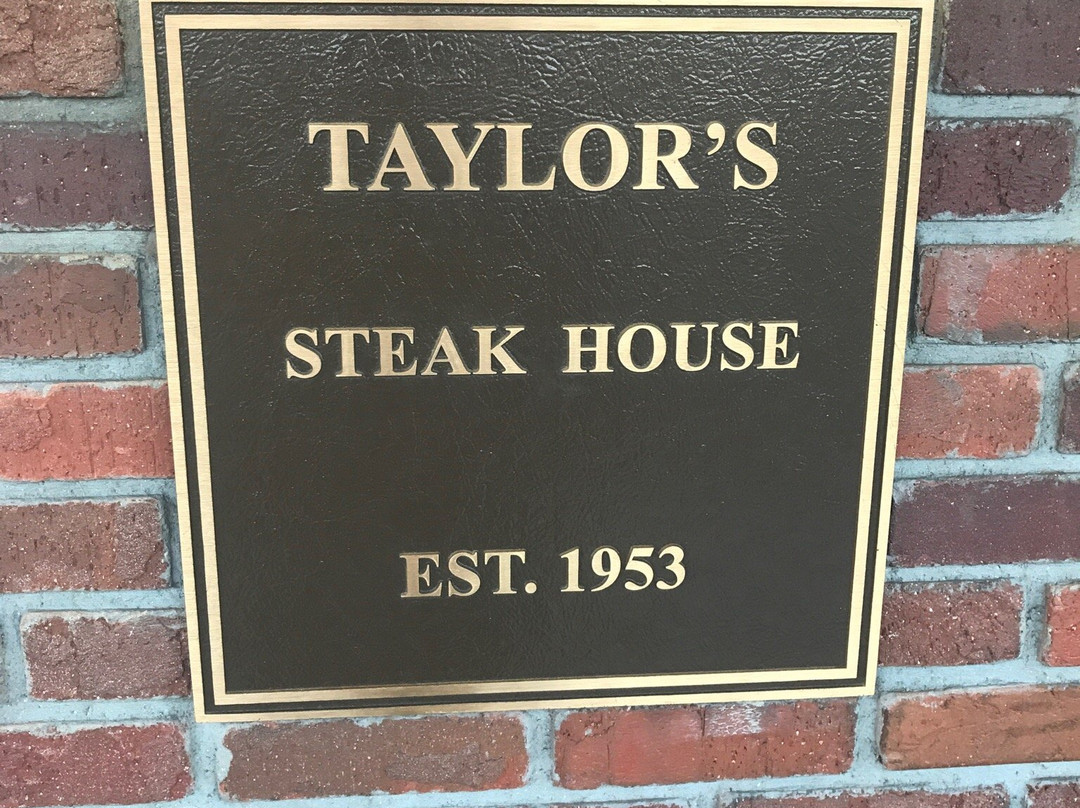 TAYLOR’S
STEAK HOUSE
EST. 1953